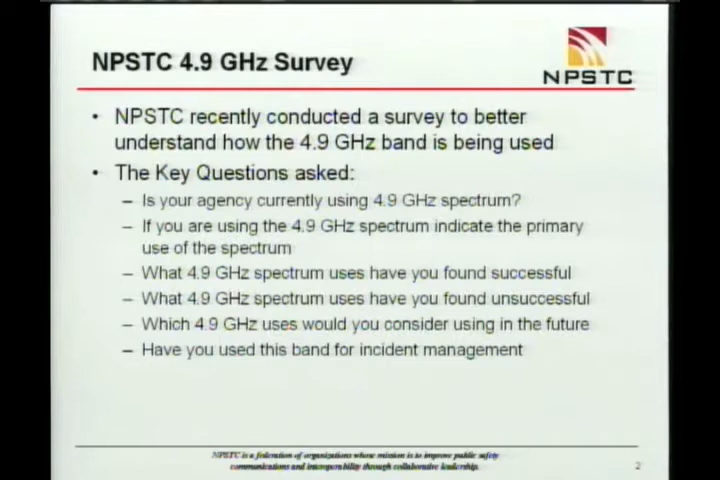 NPSTC 4.9 GHz Survey
NPSTC
• NPSTC recently conducted a survey to better
understand how the 4.9 GHz band is being used
• The Key Questions asked:
– Is your agency currently using 4.9 GHz spectrum?
– If you are using the 4.9 GHz spectrum indicate the primary
use of the spectrum
– What 4.9 GHz spectrum uses have you found successful
– What 4.9 GHz spectrum uses have you found unsuccessful
– Which 4.9 GHz uses would you consider using in the future
– Have you used this band for incident management
NPSTC is a federation of organizations whose mission is to improve public safety
communications and interoperability through collaborative leadership.
2